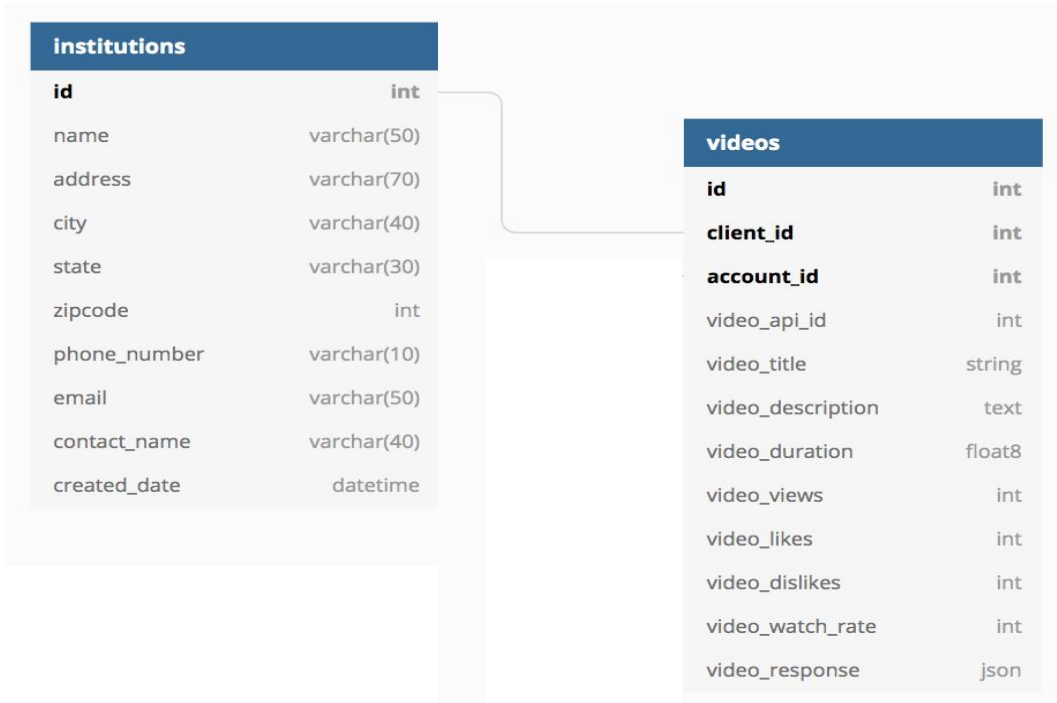 institutions
id int
name varchar(50)
address varchar(70)
city varchar(40)
state varchar(30)
zipcode int
phone_number varchar(10)
email varchar(50)
contact_name varchar(40)
created_date datetime
videos
id int
client_id int
account_id int
video_api_id int
video_title string
video_description text
video_duration float8
video_views int
video_likes int
video_dislikes int
video_watch_rate int
video_response json